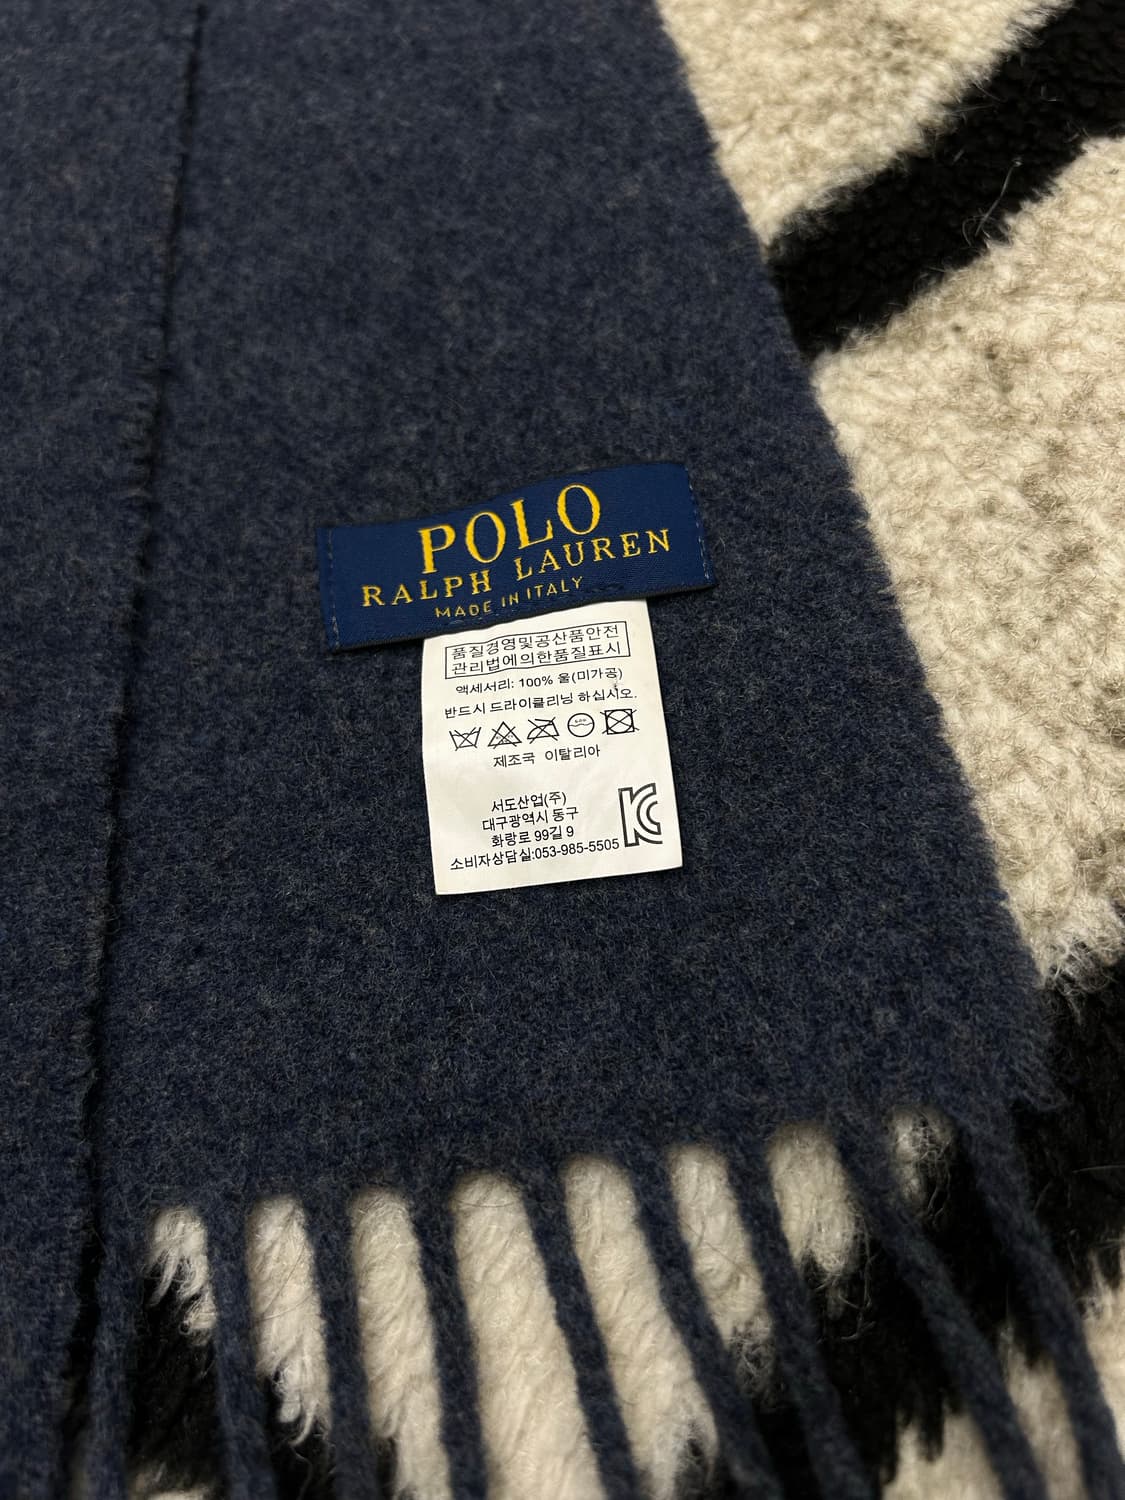 POLO
RALPH LAUREN
MADE IN ITALY
품질경영및공산품안전
관리법에의한품질표시
액세서리: 100% 울(미가공)
반드시 드라이클리닝 하십시오.
제조국 이탈리아
서도산업(주)
대구광역시 동구
화랑로 99길 9
소비자상담실:053-985-5505